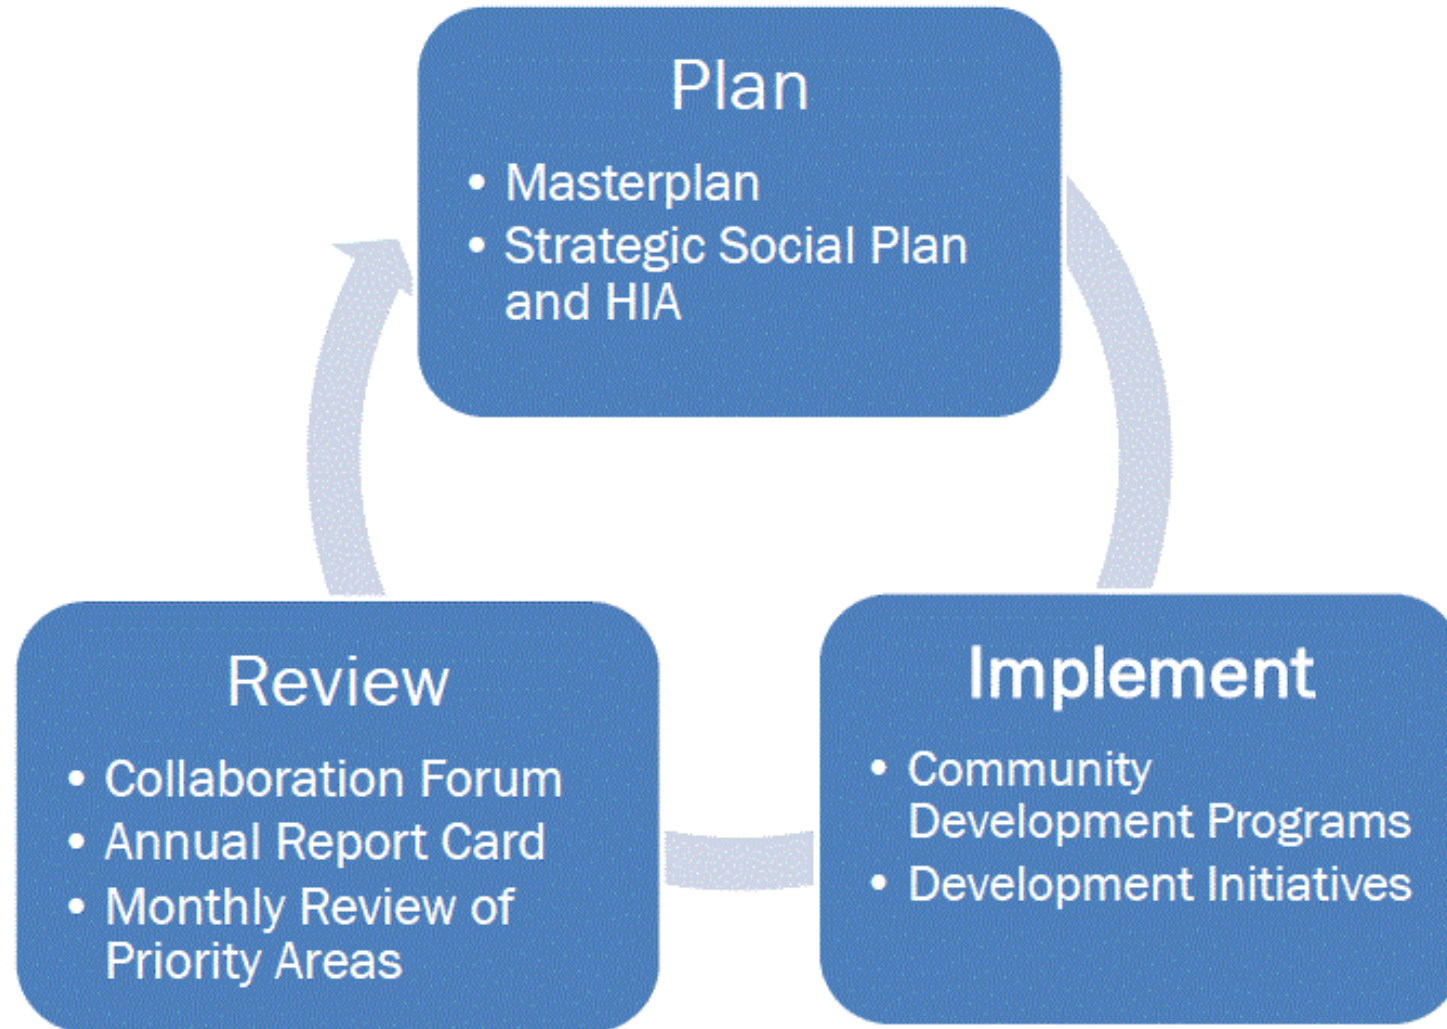 Plan
• Masterplan
• Strategic Social Plan
and HIA
Implement
• Community
Development Programs
• Development Initiatives
Review
• Collaboration Forum
• Annual Report Card
• Monthly Review of
Priority Areas